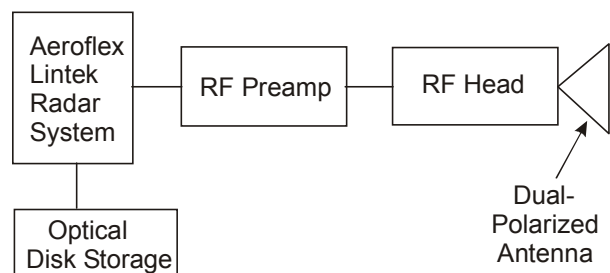 Aeroflex
Lintek
Radar
System
RF Preamp
RF Head
Dual-
Polarized
Antenna
Optical
Disk Storage